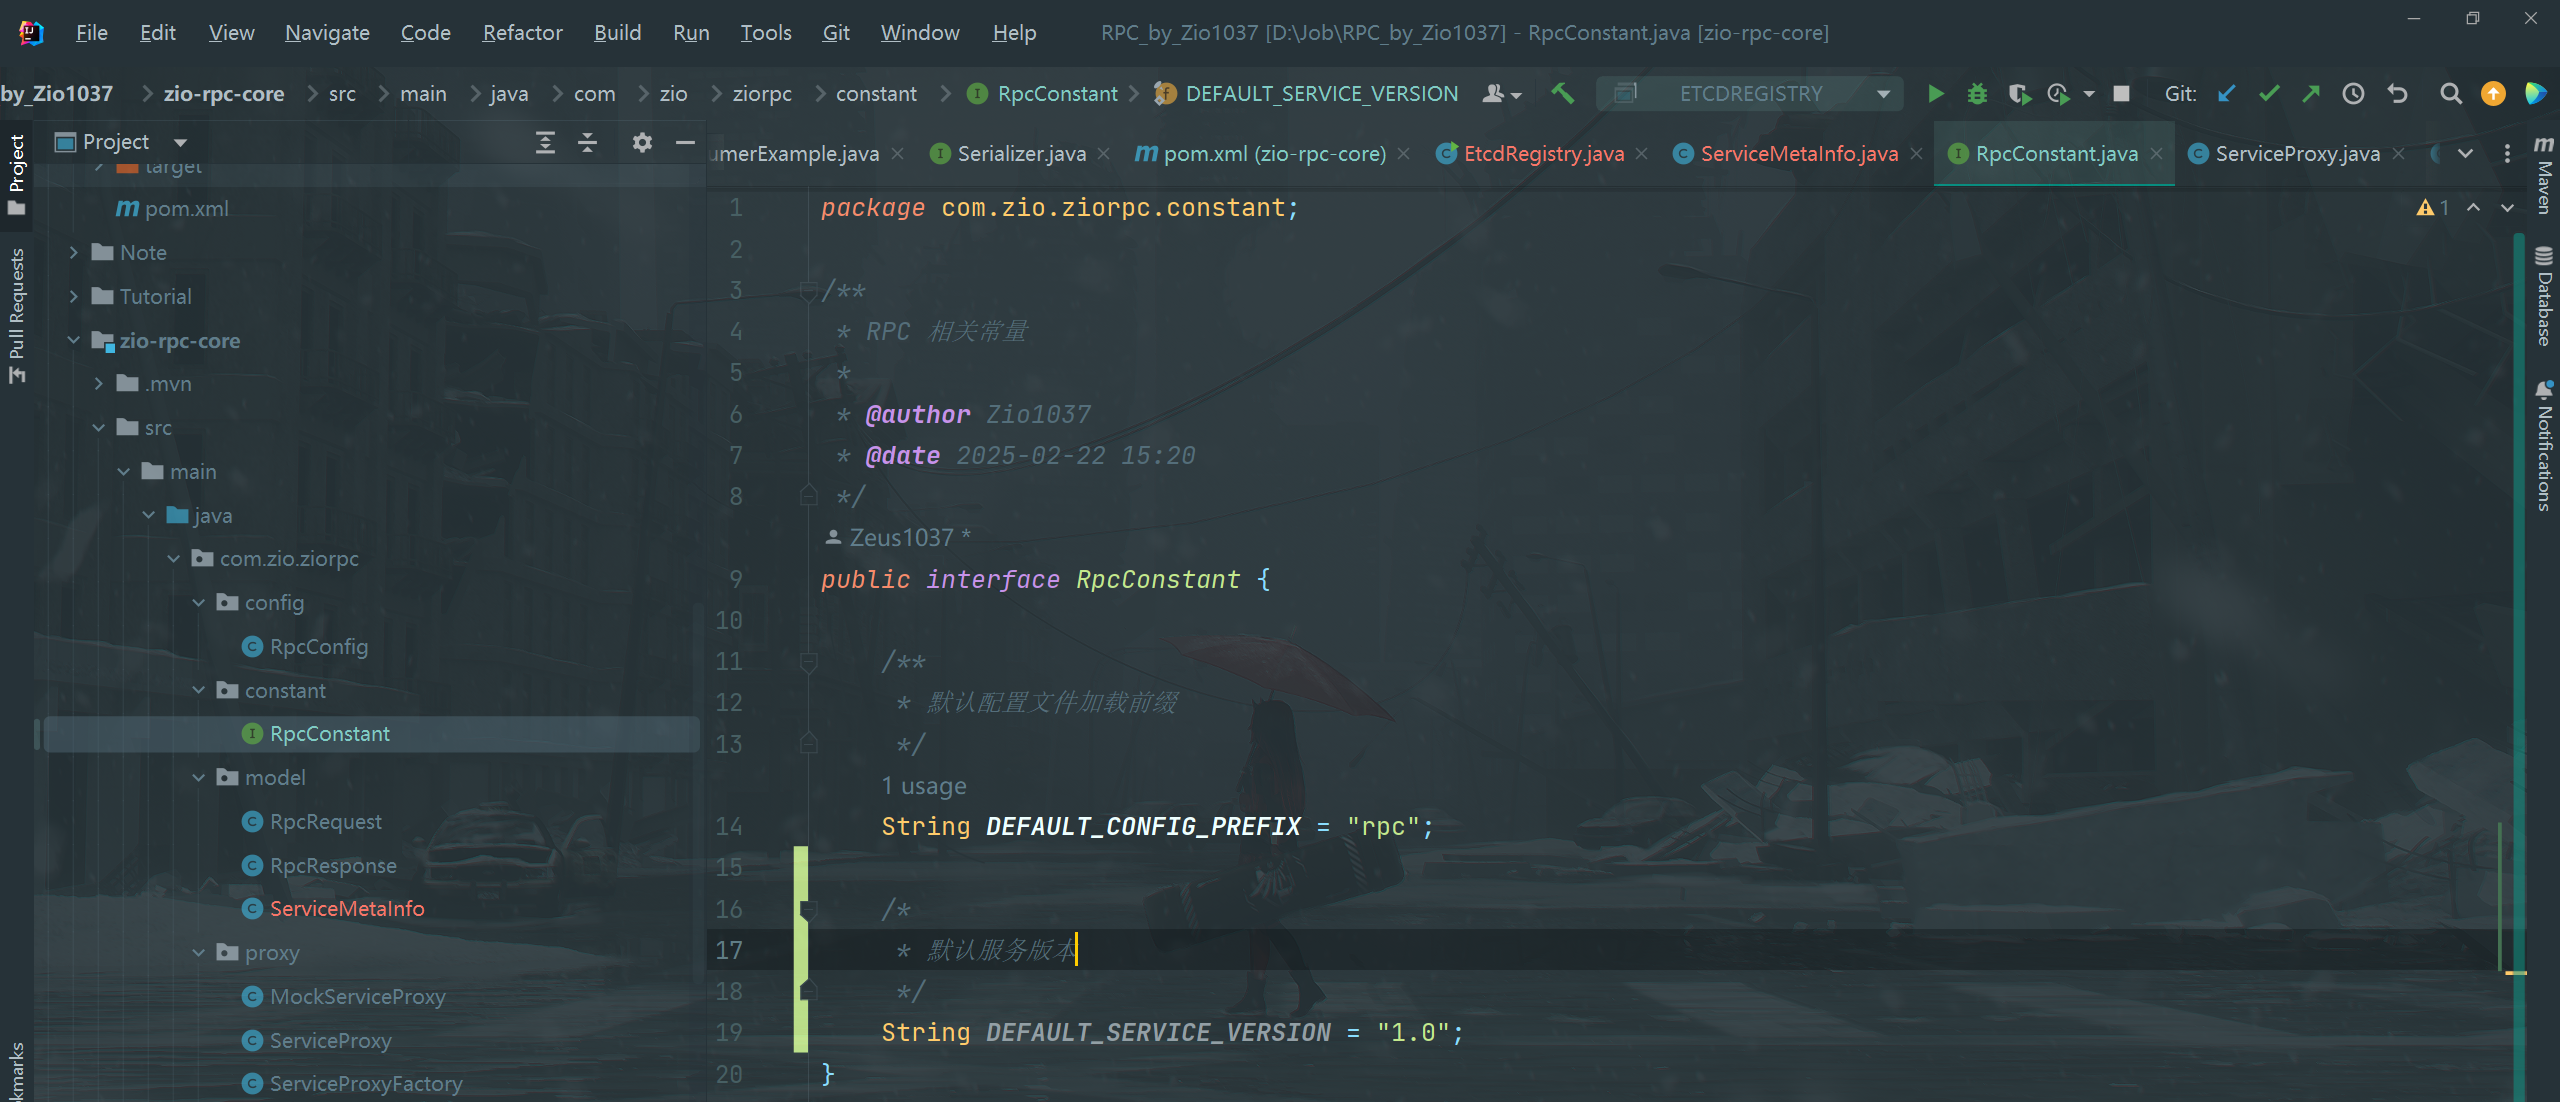 File Edit View Navigate Code Refactor Build Run Tools Git Window Help RPC_by_Zio1037 [D:\Job\RPC_by_Zio1037] - RpcConstant.java [zio-rpc-core]
by_Zio1037 zio-rpc-core src main java com zio ziorpc constant RpcConstant DEFAULT_SERVICE_VERSION ETCDREGISTRY Git:
Project
umerExample.java Serializer.java pom.xml (zio-rpc-core) EtcdRegistry.java ServiceMetaInfo.java RpcConstant.java ServiceProxy.java
Project
Pull Requests
okmarks
target
pom.xml
Note
Tutorial
zio-rpc-core
.mvn
src
main
java
com.zio.ziorpc
config
RpcConfig
constant
RpcConstant
model
RpcRequest
RpcResponse
ServiceMetaInfo
proxy
MockServiceProxy
ServiceProxy
ServiceProxyFactory
1 package com.zio.ziorpc.constant;
2
3 /**
4 * RPC 相关常量
5 *
6 * @author Zio1037
7 * @date 2025-02-22 15:20
8 */
Zeus1037 *
9 public interface RpcConstant {
10
11 /**
12 * 默认配置文件加载前缀
13 */
1 usage
14 String DEFAULT_CONFIG_PREFIX = "rpc";
15
16 /*
17 * 默认服务版本
18 */
19 String DEFAULT_SERVICE_VERSION = "1.0";
20 }
1
Maven
Database
Notifications